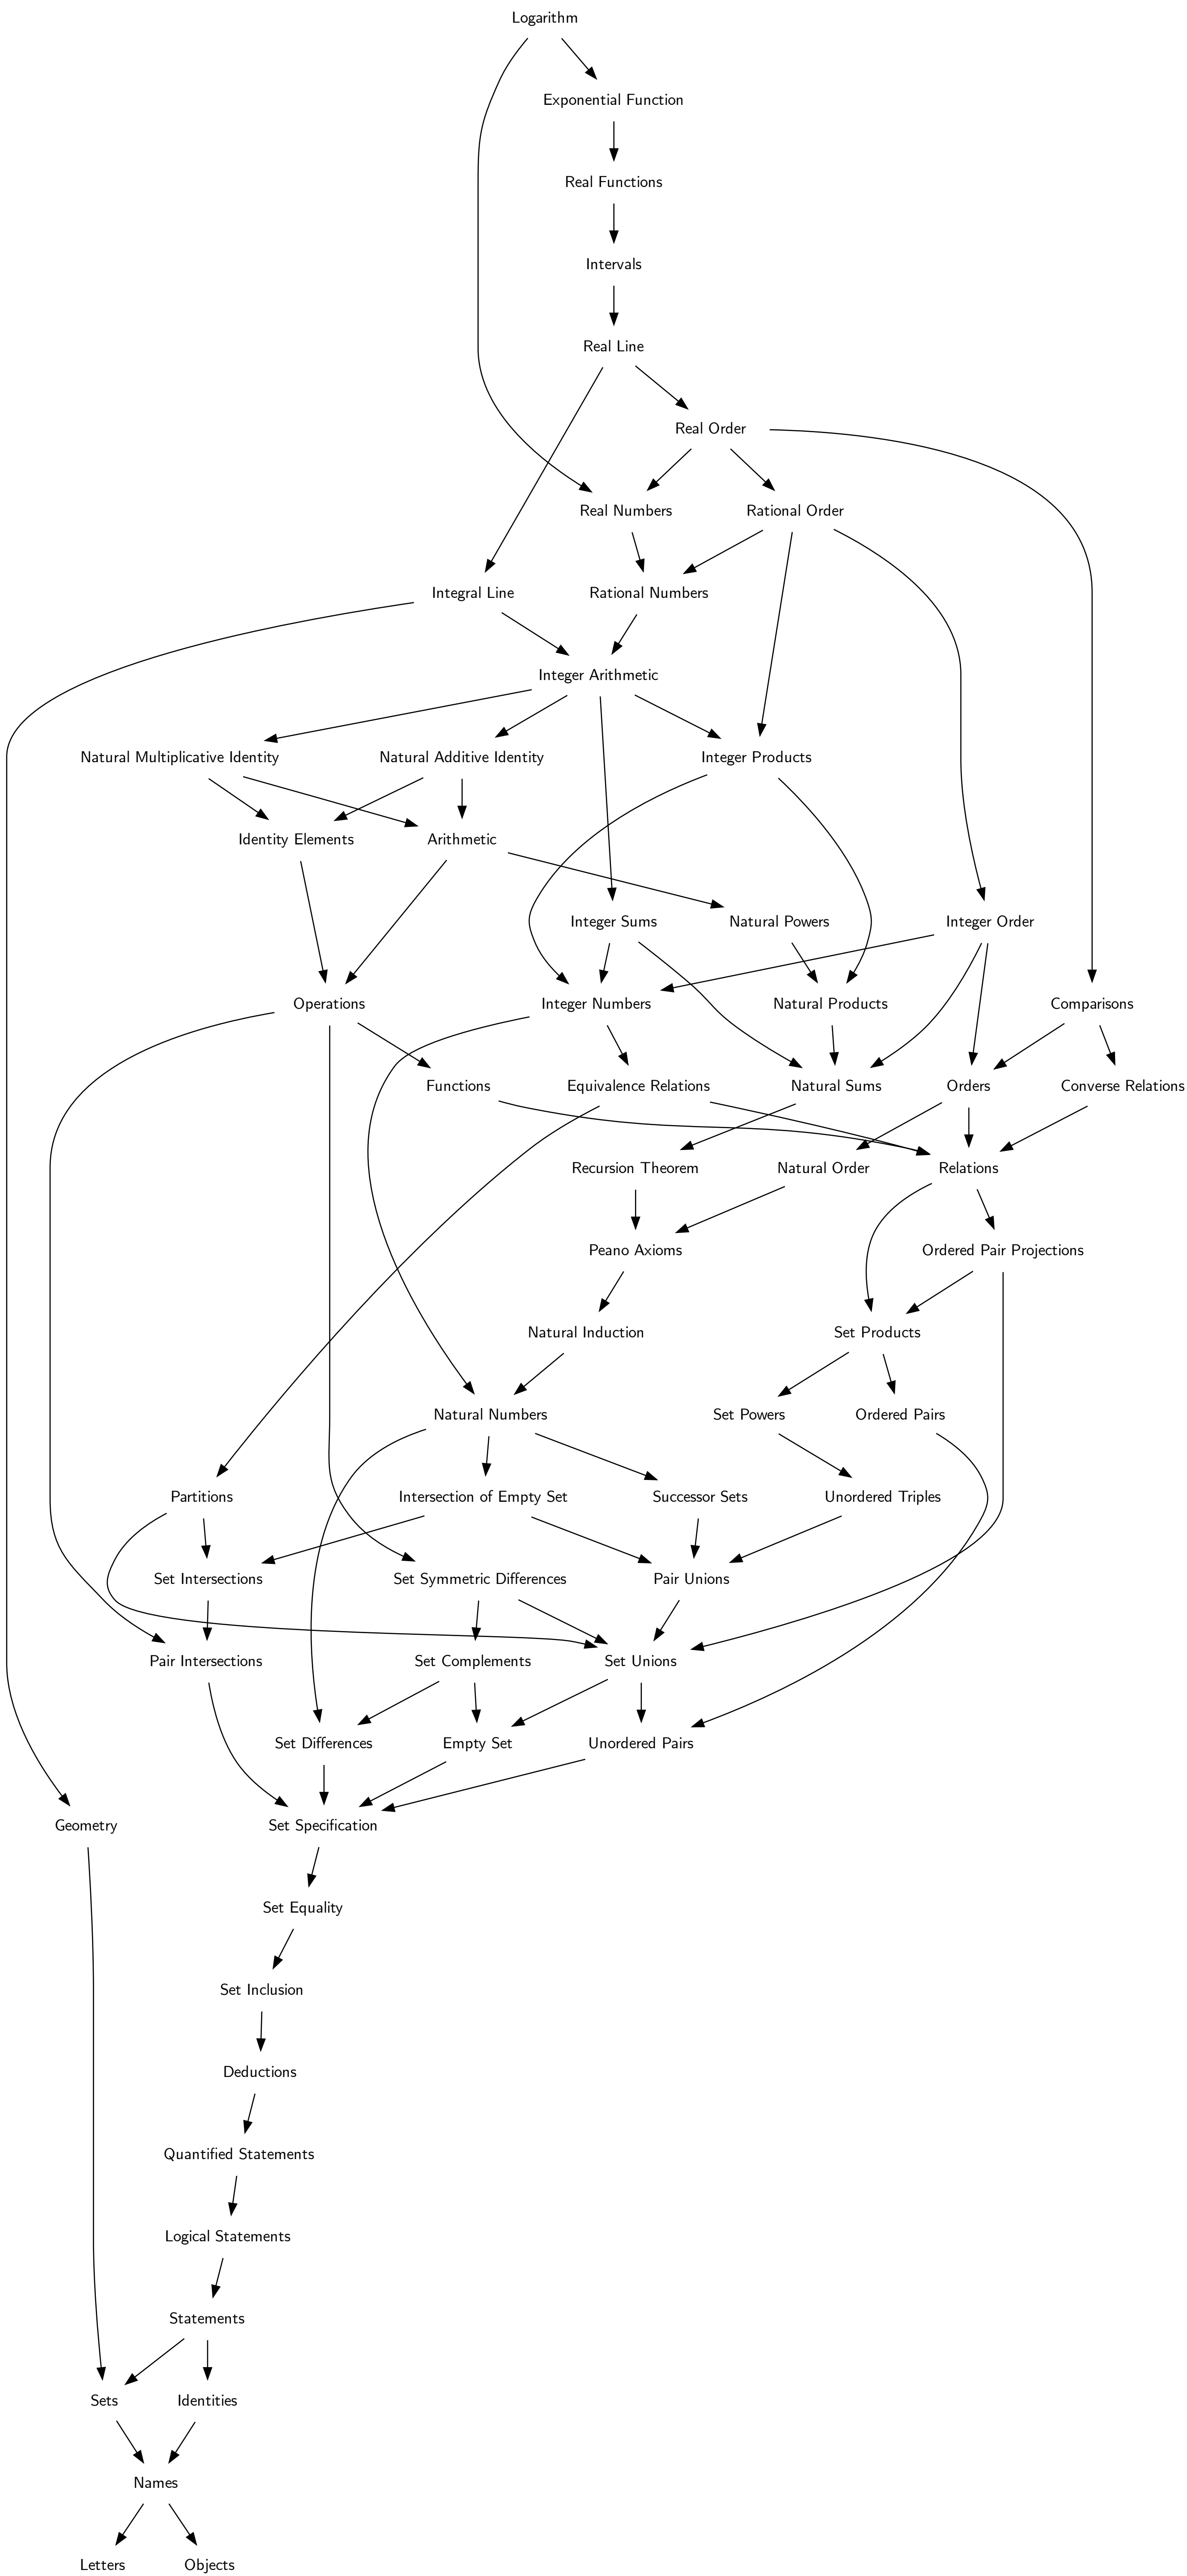 Logarithm
Exponential Function
Real Functions
Intervals
Real Line
Real Order
Real Numbers
Rational Order
Integral Line
Rational Numbers
Integer Arithmetic
Natural Multiplicative Identity
Natural Additive Identity
Integer Products
Identity Elements
Arithmetic
Integer Sums
Natural Powers
Integer Order
Operations
Integer Numbers
Natural Products
Comparisons
Functions
Equivalence Relations
Natural Sums
Orders
Converse Relations
Recursion Theorem
Natural Order
Relations
Peano Axioms
Ordered Pair Projections
Natural Induction
Set Products
Natural Numbers
Set Powers
Ordered Pairs
Partitions
Intersection of Empty Set
Successor Sets
Unordered Triples
Set Intersections
Set Symmetric Differences
Pair Unions
Pair Intersections
Set Complements
Set Unions
Set Differences
Empty Set
Unordered Pairs
Geometry
Set Specification
Set Equality
Set Inclusion
Deductions
Quantified Statements
Logical Statements
Statements
Sets
Identities
Names
Letters
Objects